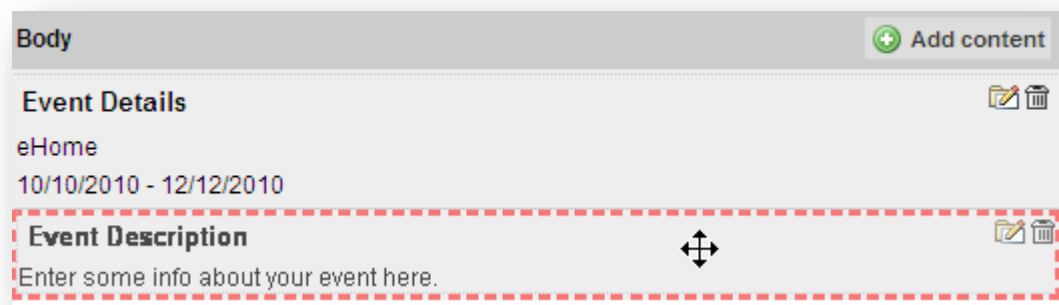 Body
Add content
Event Details
eHome
10/10/2010 - 12/12/2010
Event Description
Enter some info about your event here.